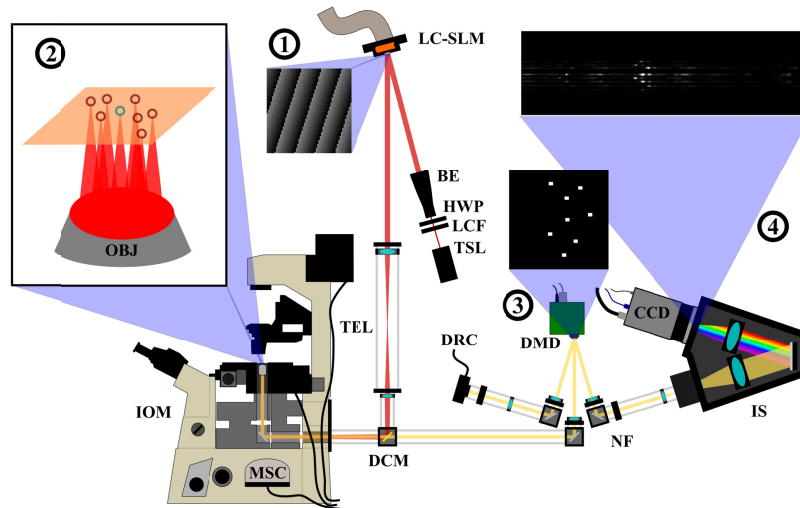 2
OBJ
1
LC-SLM
BE
HWP
LCF
TSL
TEL
IOM
MSC
DCM
3
DMD
DRC
NF
4
CCD
IS